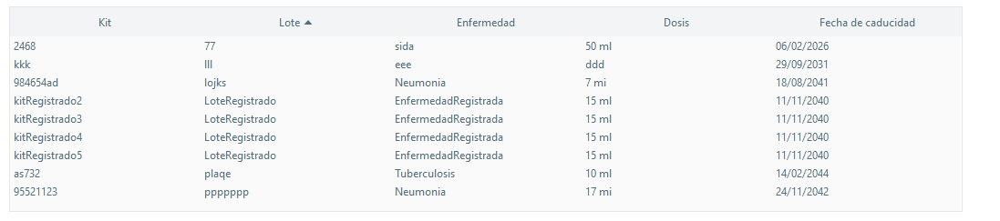 Kit Lote Enfermedad Dosis Fecha de caducidad
2468 77 sida 50 ml 06/02/2026
kkk lll eee ddd 29/09/2031
984654ad lojks Neumonia 7 mi 18/08/2041
kitRegistrado2 LoteRegistrado EnfermedadRegistrada 15 ml 11/11/2040
kitRegistrado3 LoteRegistrado EnfermedadRegistrada 15 ml 11/11/2040
kitRegistrado4 LoteRegistrado EnfermedadRegistrada 15 ml 11/11/2040
kitRegistrado5 LoteRegistrado EnfermedadRegistrada 15 ml 11/11/2040
as732 plaqe Tuberculosis 10 ml 14/02/2044
95521123 ppppppp Neumonia 17 mi 24/11/2042